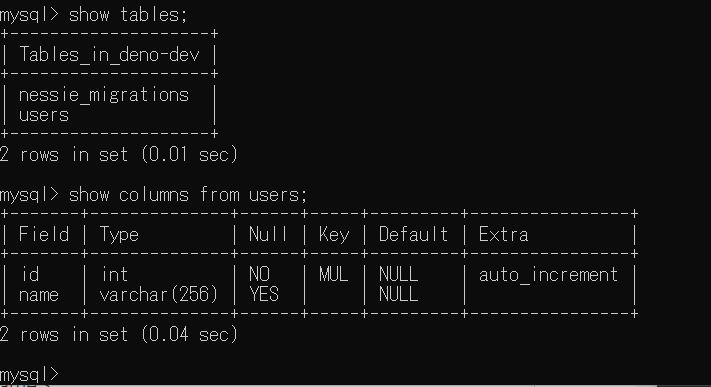 mysql> show tables;
+--------------------+
| Tables_in_deno-dev |
+--------------------+
| nessie_migrations  |
| users              |
+--------------------+
2 rows in set (0.01 sec)
mysql> show columns from users;
+-------+--------------+------+-----+---------+----------------+
| Field | Type         | Null | Key | Default | Extra          |
+-------+--------------+------+-----+---------+----------------+
| id    | int          | NO   | MUL | NULL    | auto_increment |
| name  | varchar(256) | YES  |     | NULL    |                |
+-------+--------------+------+-----+---------+----------------+
2 rows in set (0.04 sec)
mysql>